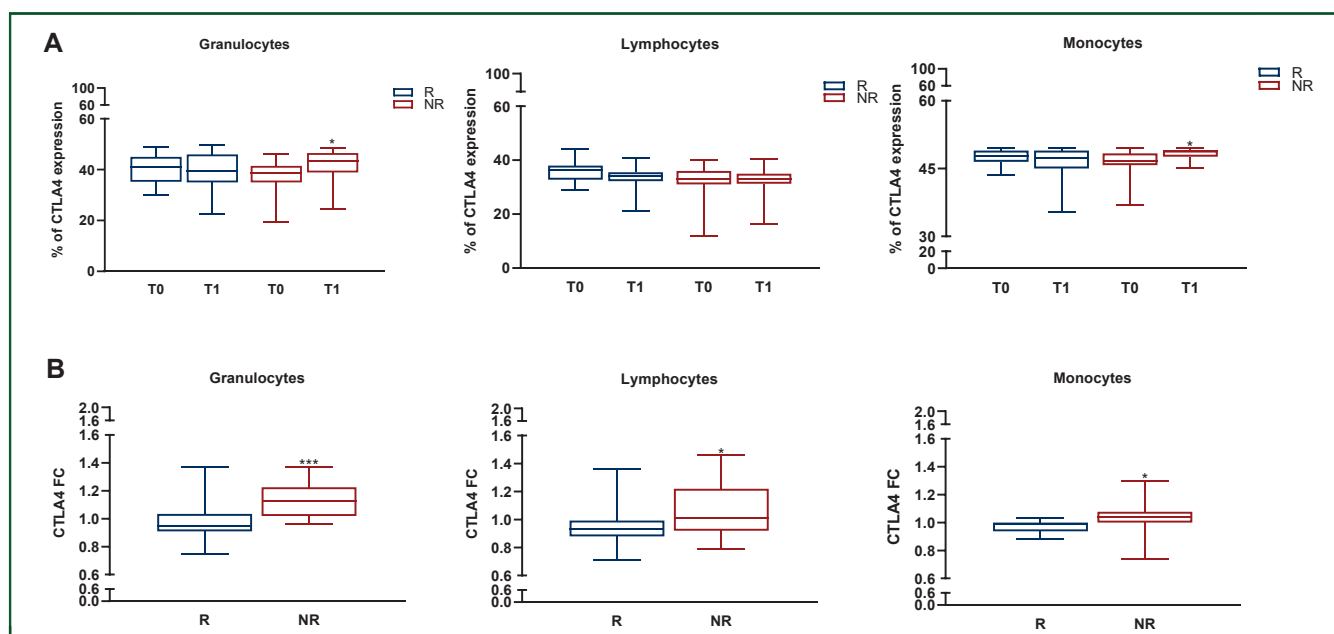 A
Granulocytes
% of CTLA4 expression
100
60
60
40
20
0
T0 T1 T0 T1
R
NR
*
Lymphocytes
% of CTLA4 expression
100
60
40
20
0
T0 T1 T0 T1
R
NR
Monocytes
% of CTLA4 expression
100
60
60
45
30
20
0
T0 T1 T0 T1
R
NR
*
B
Granulocytes
CTLA4 FC
2.0
1.6
1.6
1.4
1.2
1.0
0.8
0.6
0.6
0.0
R NR
***
Lymphocytes
CTLA4 FC
2.0
1.6
1.6
1.4
1.2
1.0
0.8
0.6
0.6
0.0
R NR
*
Monocytes
CTLA4 FC
2.0
1.6
1.6
1.4
1.2
1.0
0.8
0.6
0.6
0.0
R NR
*